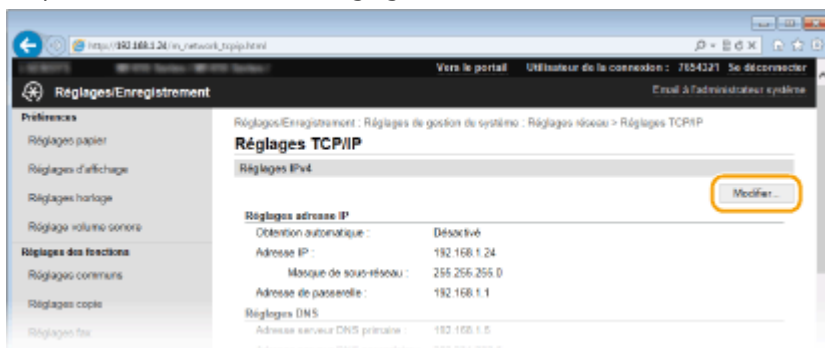 http://192.168.1.24/m_network_tcpip.html
Vers le portail Utilisateur de la connexion : 7654321 Se déconnecter
Réglages/Enregistrement
Email à l'administrateur système
Préférences
Réglages papier
Réglages d'affichage
Réglages horloge
Réglage volume sonore
Réglages des fonctions
Réglages communs
Réglages copie
Réglages fax
Réglages/Enregistrement : Réglages de gestion du système : Réglages réseau > Réglages TCP/IP
Réglages TCP/IP
Réglages IPv4
Modifier...
Réglages adresse IP
Obtention automatique : Désactivé
Adresse IP : 192.168.1.24
Masque de sous-réseau : 255.255.255.0
Adresse de passerelle : 192.168.1.1
Réglages DNS
Adresse serveur DNS primaire : 192.168.1.5